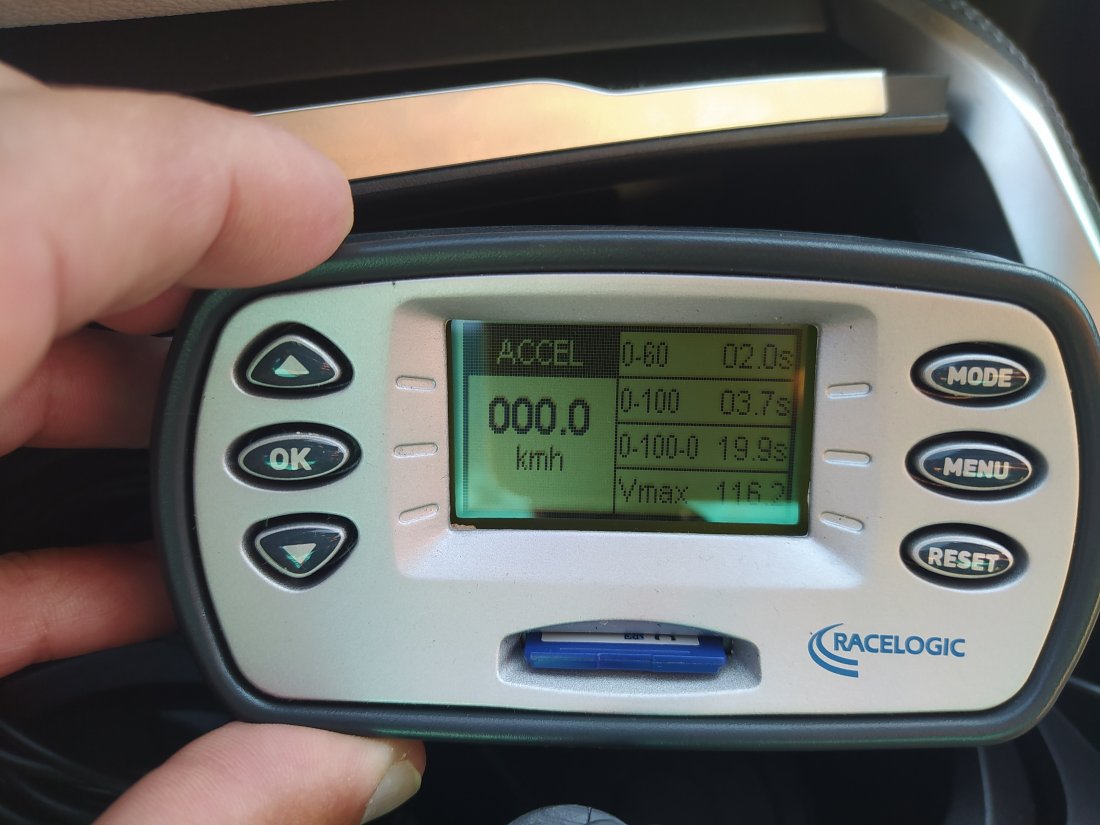 ACCEL
000.0
kmh
0-60 02.0s
0-100 03.7s
0-100-0 19.9s
Vmax 116.2
OK
MODE
MENU
RESET
RACELOGIC